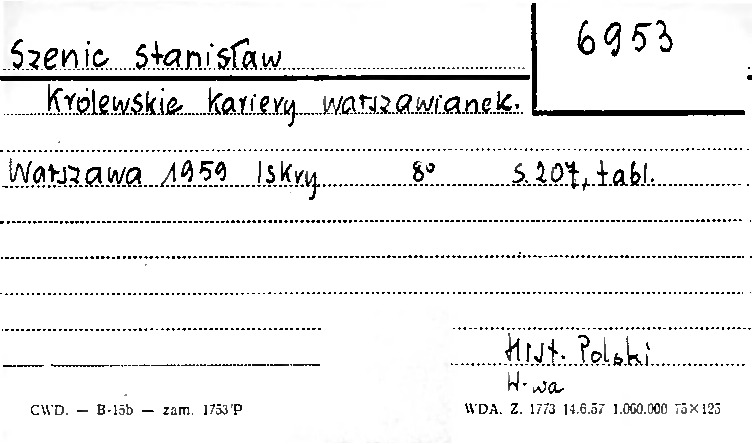 Szenic Stanisław
6953
Królewskie kariery warszawianek.
Warszawa 1959 Iskry 8° s. 207, tabl.
Hist. Polski
W-wa
CWD. — B-15b — zam. 1753/P
WDA. Z. 1773 14.6.57 1.000.000 75×125